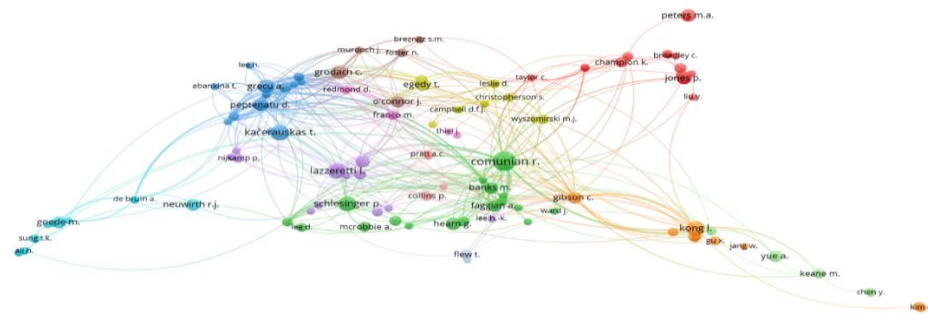 peters m.a.
breznitz s.m.
murdoch j.
foster n.
broadley c.
champion k.
lee h.
grodach c.
taylor c.
jones p.
abankina t.
grecu a.
redmond d.
egedy t.
leslie d.
liu y.
peptenatu d.
o'connor j.
christopherson s.
campbell d.f.j.
franco m.
wyszomirski m.j.
kačerauskas t.
thiel j.
nijkamp p.
pratt a.c.
comunian r.
lazzeretti l.
banks m.
de bruin a.
neuwirth r.j.
schlesinger p.
collins p.
gibson c.
faggian a.
ward j.
goede m.
lee d.
mcrobbie a.
hearn g.
lee h.-k.
kong l.
sung t.k.
gu x.
jang w.
ali h.
flew t.
yue a.
keane m.
chen y.
kim